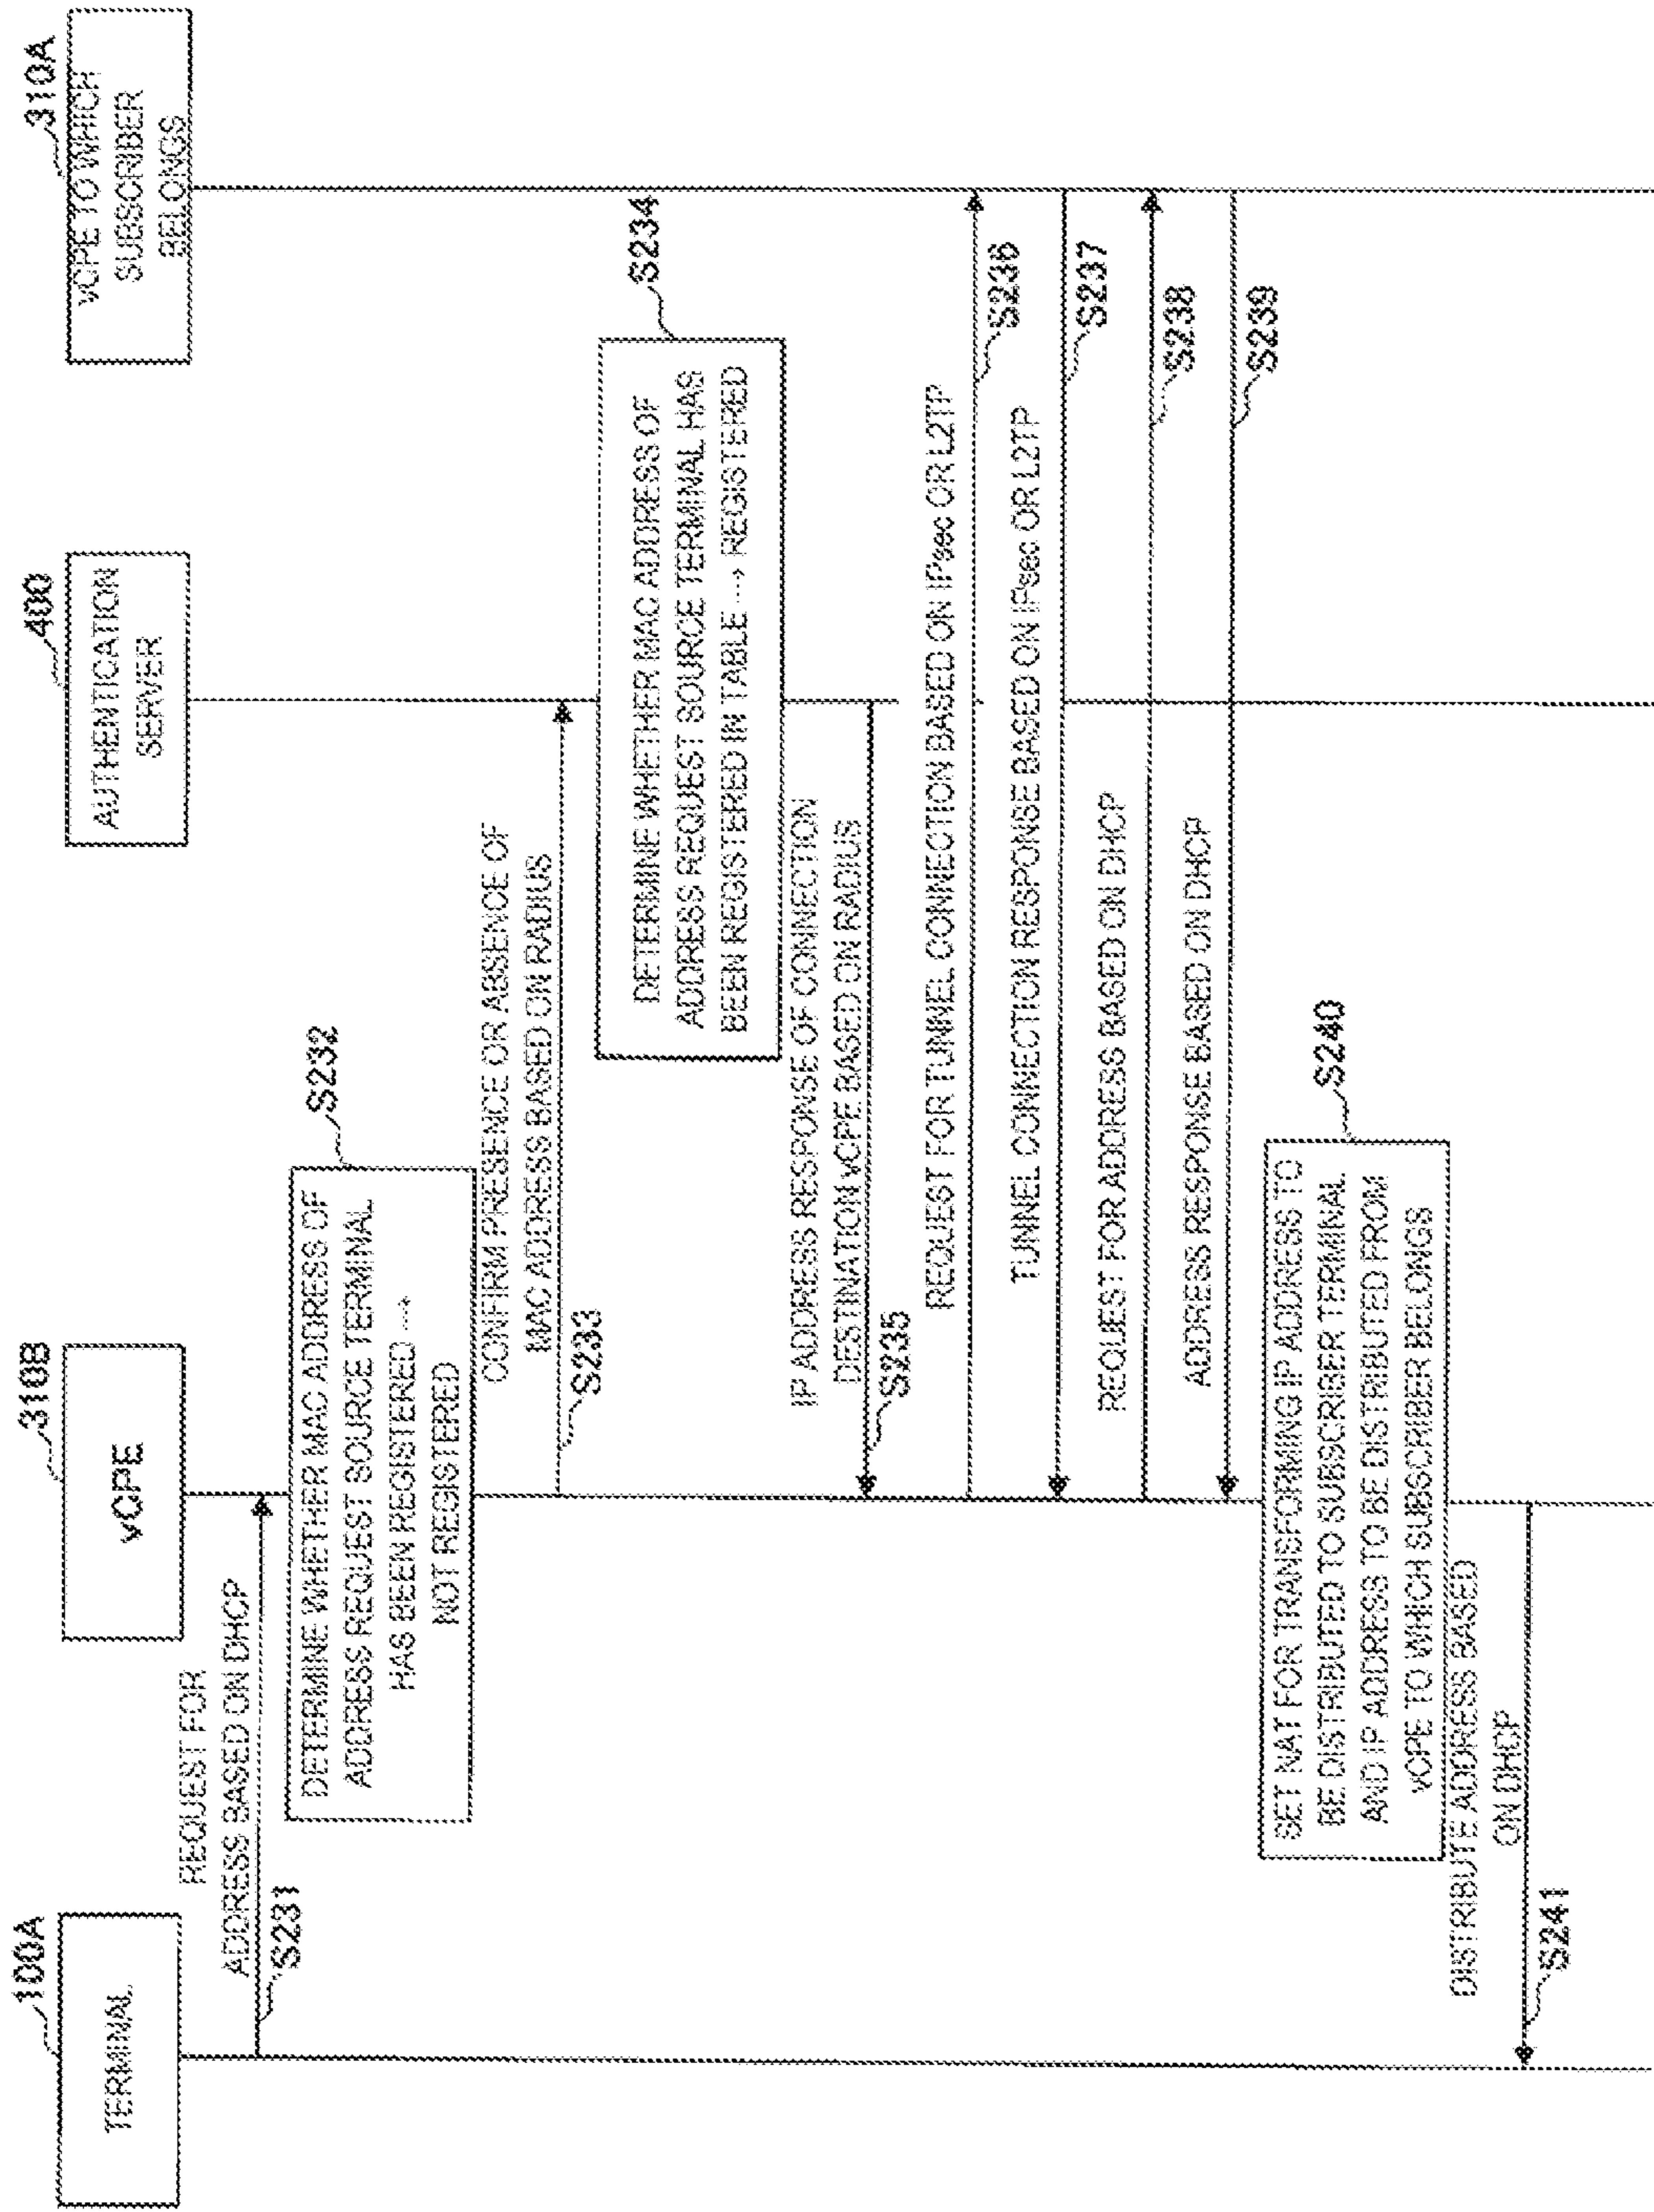 100A
TERMINAL
310B
vCPE
400
AUTHENTICATION
SERVER
310A
vCPE TO WHICH
SUBSCRIBER
BELONGS
REQUEST FOR
ADDRESS BASED ON DHCP
S231
S232
DETERMINE WHETHER MAC ADDRESS OF
ADDRESS REQUEST SOURCE TERMINAL
HAS BEEN REGISTERED →
NOT REGISTERED
CONFIRM PRESENCE OR ABSENCE OF
MAC ADDRESS BASED ON RADIUS
S233
S234
DETERMINE WHETHER MAC ADDRESS OF
ADDRESS REQUEST SOURCE TERMINAL HAS
BEEN REGISTERED IN TABLE → REGISTERED
IP ADDRESS RESPONSE OF CONNECTION
DESTINATION vCPE BASED ON RADIUS
S235
REQUEST FOR TUNNEL CONNECTION BASED ON IPsec OR L2TP
S236
TUNNEL CONNECTION RESPONSE BASED ON IPsec OR L2TP
S237
REQUEST FOR ADDRESS BASED ON DHCP
S238
ADDRESS RESPONSE BASED ON DHCP
S239
S240
SET NAT FOR TRANSFORMING IP ADDRESS TO
BE DISTRIBUTED TO SUBSCRIBER TERMINAL
AND IP ADDRESS TO BE DISTRIBUTED FROM
vCPE TO WHICH SUBSCRIBER BELONGS
DISTRIBUTE ADDRESS BASED
ON DHCP
S241